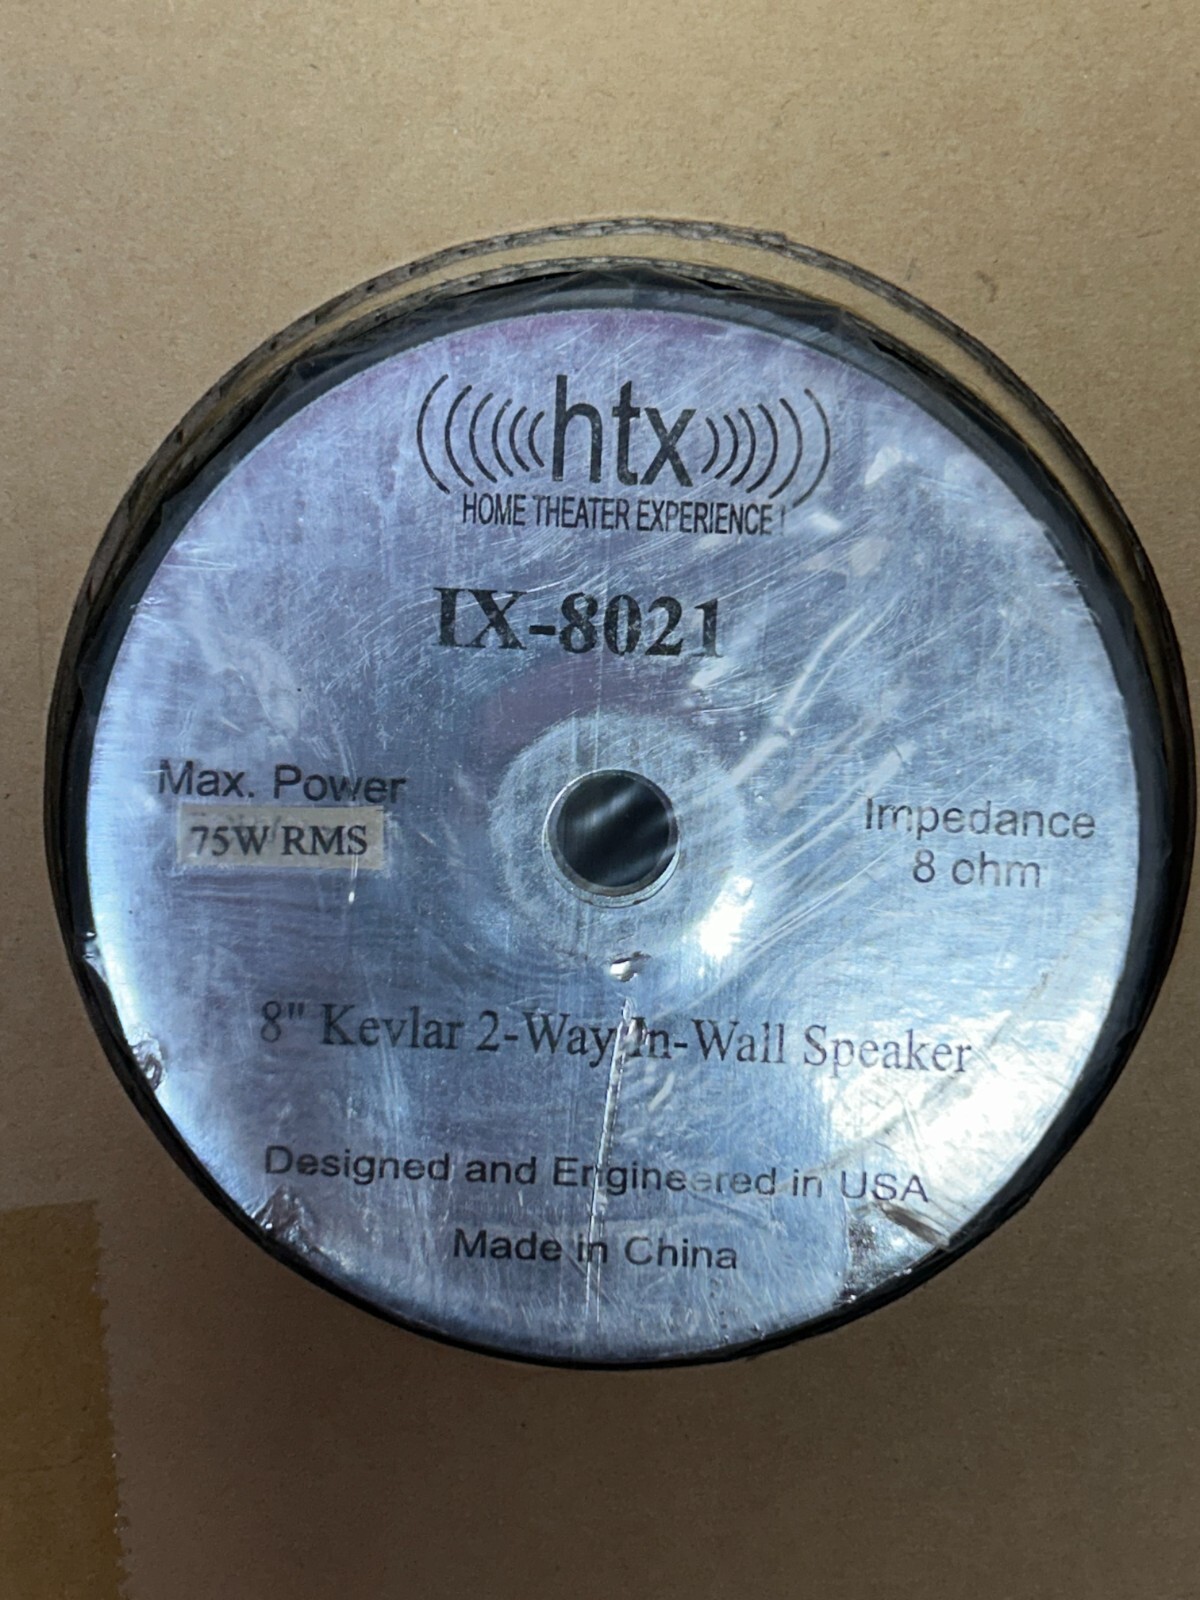 htx
HOME THEATER EXPERIENCE !
IX-8021
Max. Power
75W RMS
Impedance
8 ohm
8" Kevlar 2-Way In-Wall Speaker
Designed and Engineered in USA
Made in China